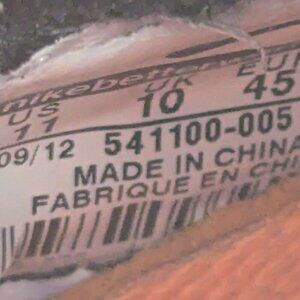 nikebetter
US UK EUR
11 10 45
09/12 541100-005
MADE IN CHINA
FABRIQUE EN CHI